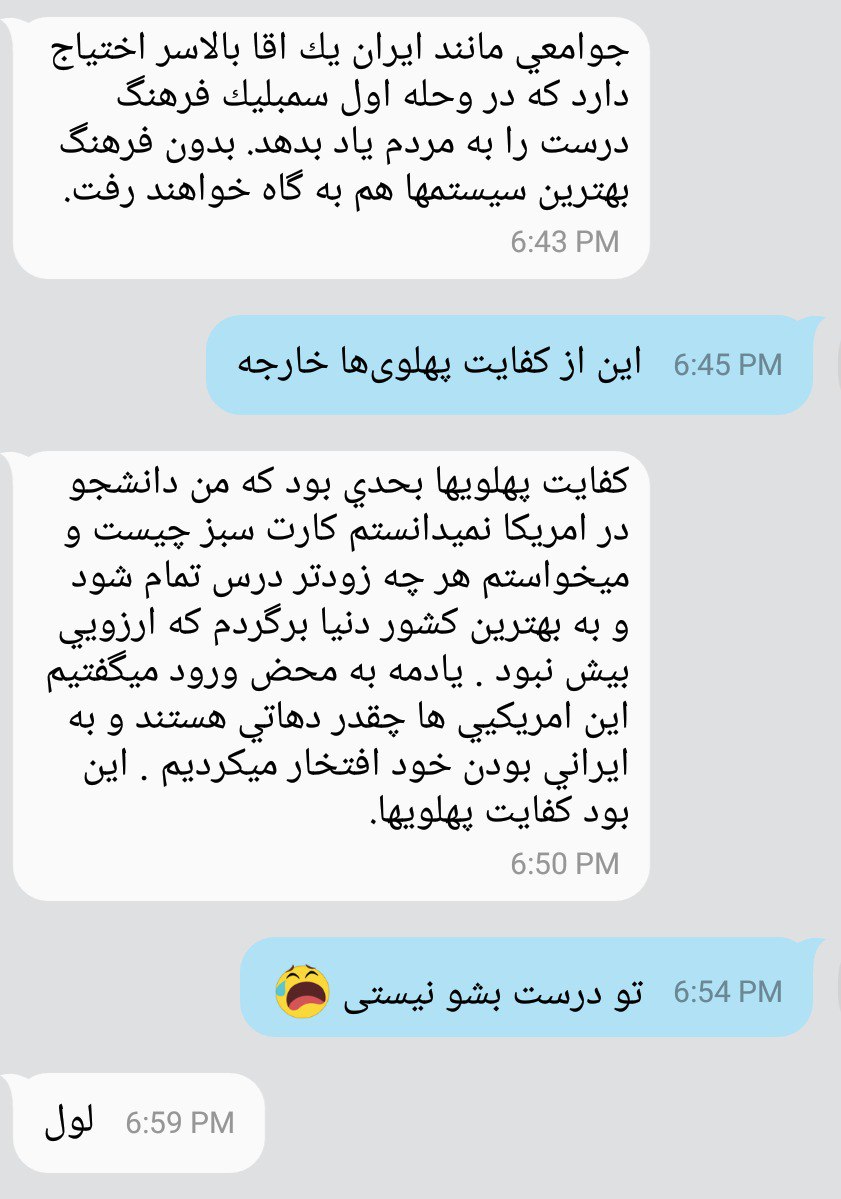 جوامعي مانند ايران يك اقا بالاسر اختياج
دارد كه در وحله اول سمبليك فرهنگ
درست را به مردم ياد بدهد. بدون فرهنگ
بهترين سيستمها هم به گاه خواهند رفت.
6:43 PM
این از کفایت پهلوی‌ها خارجه 6:45 PM
كفايت پهلويها بحدي بود كه من دانشجو
در امريكا نميدانستم كارت سبز چيست و
ميخواستم هر چه زودتر درس تمام شود
و به بهترين كشور دنيا برگردم كه ارزويي
بيش نبود . يادمه به محض ورود ميگفتيم
اين امريكيي ها چقدر دهاتي هستند و به
ايراني بودن خود افتخار ميكرديم . اين
بود كفايت پهلويها.
6:50 PM
تو درست بشو نیستی 😭 6:54 PM
لول 6:59 PM